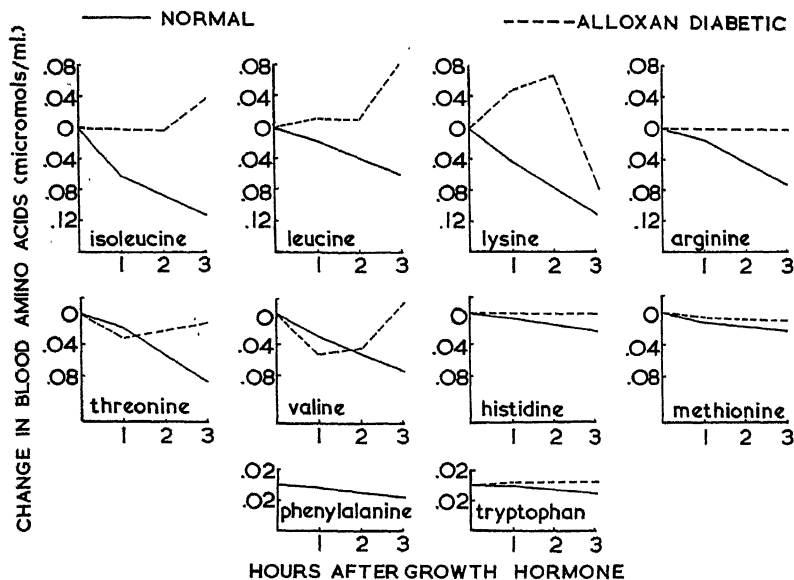 NORMAL
ALLOXAN DIABETIC
CHANGE IN BLOOD AMINO ACIDS (micromols/ml.)
.08 .08 .08 .08
.04 .04 .04 .04
0 0 0 0
.04 .04 .04 .04
.08 .08 .08 .08
.12 .12 .12 .12
isoleucine leucine lysine arginine
1 2 3 1 2 3 1 2 3 1 2 3
0 0 0 0
.04 .04 .04 .04
.08 .08 .08 .08
threonine valine histidine methionine
1 2 3 1 2 3 1 2 3 1 2 3
.02 .02
.02 .02
phenylalanine tryptophan
1 2 3 1 2 3
HOURS AFTER GROWTH HORMONE